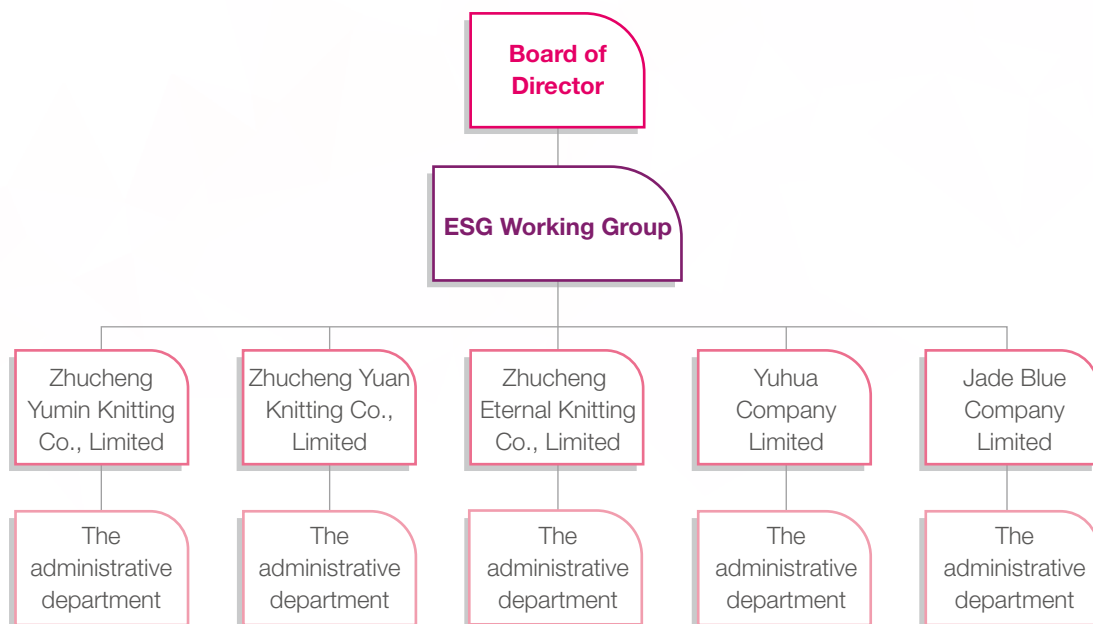 Board of
Director
ESG Working Group
Zhucheng
Yumin Knitting
Co., Limited
Zhucheng Yuan
Knitting Co.,
Limited
Zhucheng
Eternal Knitting
Co., Limited
Yuhua
Company
Limited
Jade Blue
Company
Limited
The
administrative
department
The
administrative
department
The
administrative
department
The
administrative
department
The
administrative
department